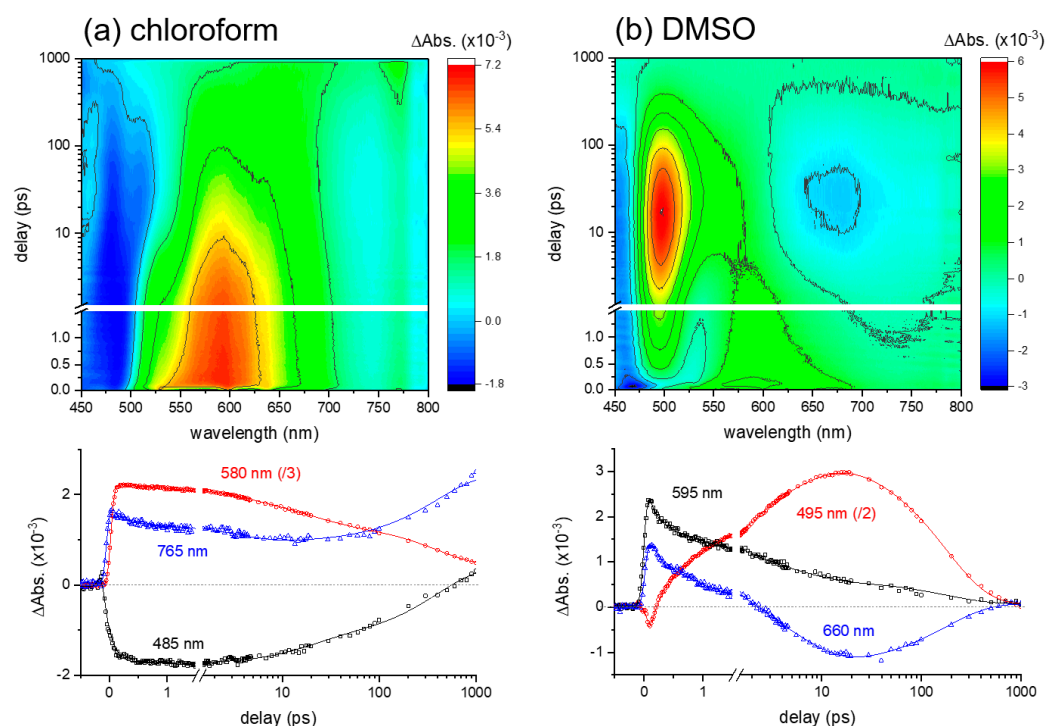 (a) chloroform
ΔAbs. (x10⁻³)
7.2
5.4
3.6
1.8
0.0
-1.8
delay (ps)
1000
100
10
1.0
0.5
0.0
450 500 550 600 650 700 750 800
wavelength (nm)
(b) DMSO
ΔAbs. (x10⁻³)
6
5
4
3
2
1
0
-1
-2
-3
delay (ps)
1000
100
10
1.0
0.5
0.0
450 500 550 600 650 700 750 800
wavelength (nm)
ΔAbs. (x10⁻³)
2
0
-2
580 nm (/3)
765 nm
485 nm
0 1 10 100 1000
delay (ps)
ΔAbs. (x10⁻³)
3
2
1
0
-1
595 nm
495 nm (/2)
660 nm
0 1 10 100 1000
delay (ps)